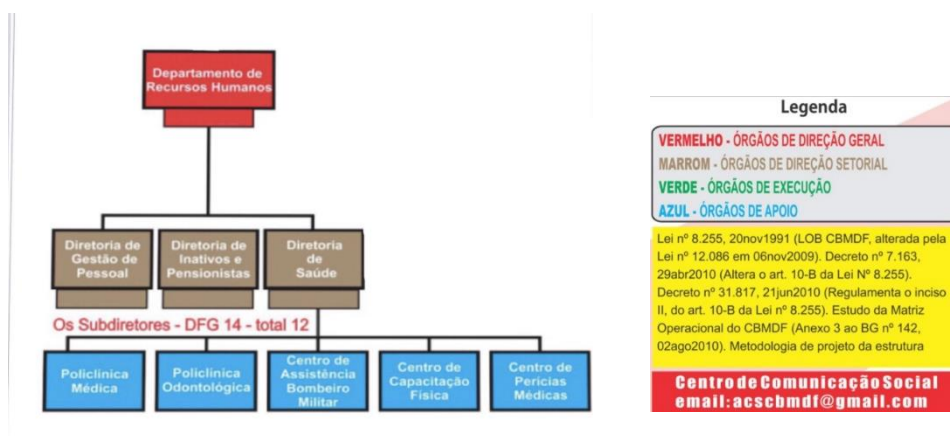 Departamento de
Recursos Humanos
Diretoria de
Gestão de
Pessoal
Diretoria de
Inativos e
Pensionistas
Diretoria
de
Saúde
Os Subdiretores - DFG 14 - total 12
Policlínica
Médica
Policlínica
Odontológica
Centro de
Assistência
Bombeiro
Militar
Centro de
Capacitação
Física
Centro de
Perícias
Médicas
Legenda
VERMELHO - ÓRGÃOS DE DIREÇÃO GERAL
MARROM - ÓRGÃOS DE DIREÇÃO SETORIAL
VERDE - ÓRGÃOS DE EXECUÇÃO
AZUL - ÓRGÃOS DE APOIO
Lei nº 8.255, 20nov1991 (LOB CBMDF, alterada pela
Lei nº 12.086 em 06nov2009). Decreto nº 7.163,
29abr2010 (Altera o art. 10-B da Lei Nº 8.255).
Decreto nº 31.817, 21jun2010 (Regulamenta o inciso
II, do art. 10-B da Lei nº 8.255). Estudo da Matriz
Operacional do CBMDF (Anexo 3 ao BG nº 142,
02ago2010). Metodologia de projeto da estrutura
Centro de Comunicação Social
email: acscbmdf@gmail.com